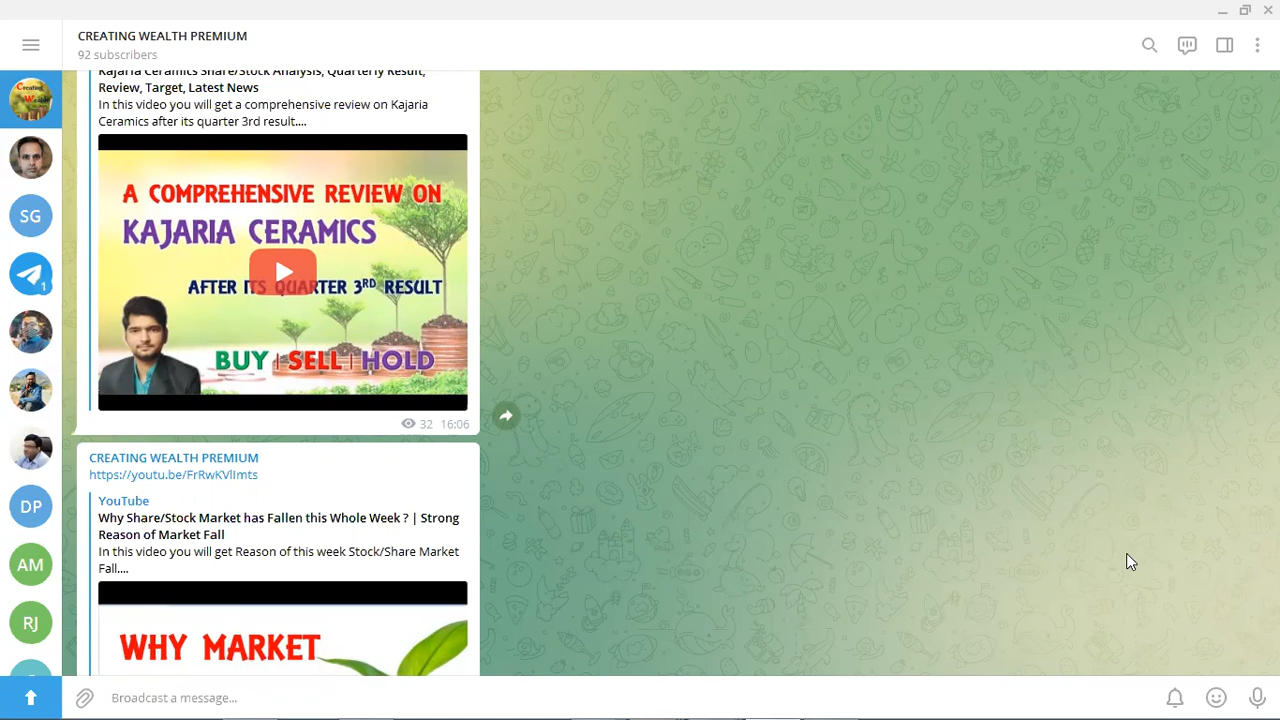 CREATING WEALTH PREMIUM
92 subscribers
Kajaria Ceramics Share/Stock Analysis, Quarterly Result,
Review, Target, Latest News
In this video you will get a comprehensive review on Kajaria
Ceramics after its quarter 3rd result....
A COMPREHENSIVE REVIEW ON
KAJARIA CERAMICS
AFTER ITS QUARTER 3RD RESULT
BUY | SELL | HOLD
32 16:06
CREATING WEALTH PREMIUM
https://youtu.be/FrRwKVlImts
YouTube
Why Share/Stock Market has Fallen this Whole Week ? | Strong
Reason of Market Fall
In this video you will get Reason of this week Stock/Share Market
Fall....
WHY MARKET
Creating
SG
1
DP
AM
RJ
Broadcast a message...